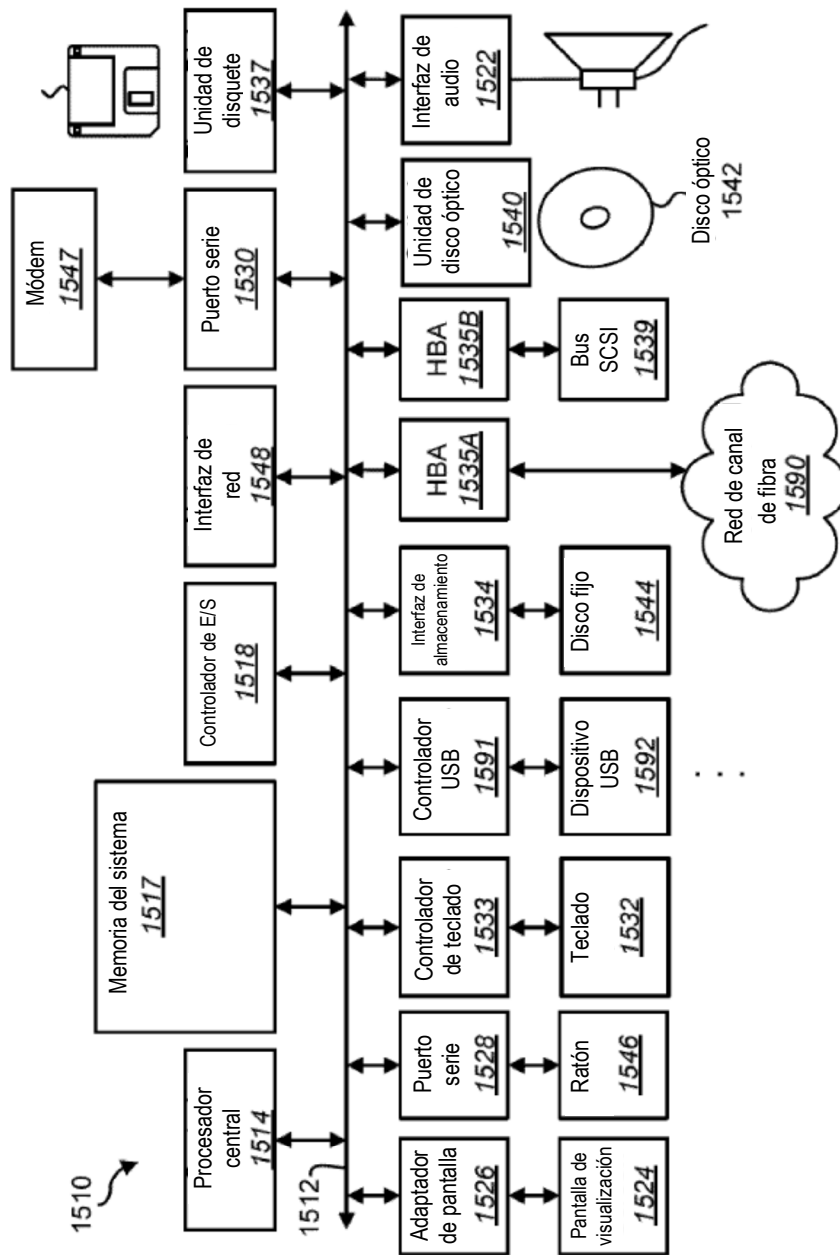 1510
Procesador
central
1514
Memoria del sistema
1517
Controlador de E/S
1518
Interfaz de
red
1548
Módem
1547
Puerto serie
1530
Unidad de
disquete
1537
1512
Adaptador
de pantalla
1526
Puerto
serie
1528
Controlador
de teclado
1533
Controlador
USB
1591
Interfaz de
almacenamiento
1534
HBA
1535A
HBA
1535B
Unidad de
disco óptico
1540
Interfaz de
audio
1522
Pantalla de
visualización
1524
Ratón
1546
Teclado
1532
Dispositivo
USB
1592
. . .
Disco fijo
1544
Red de canal
de fibra
1590
Bus
SCSI
1539
Disco óptico
1542